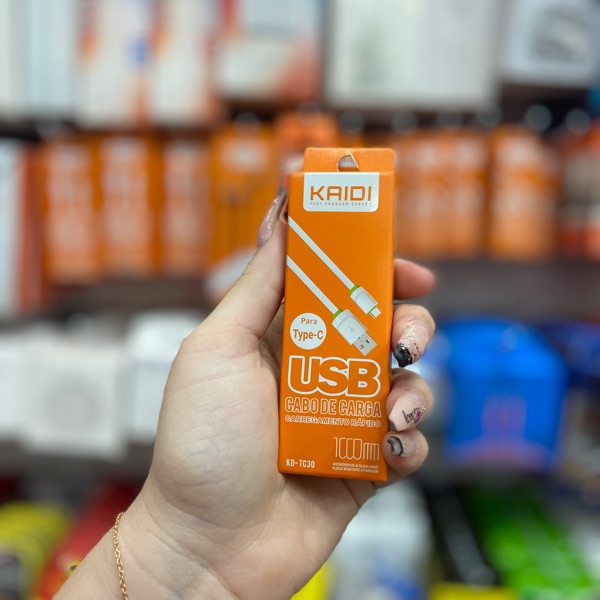 KAIDI
FAST CHARGER EXPERT
Para
Type-C
USB
CABO DE CARGA
CARREGAMENTO RÁPIDO
1000mm
KD-TC30